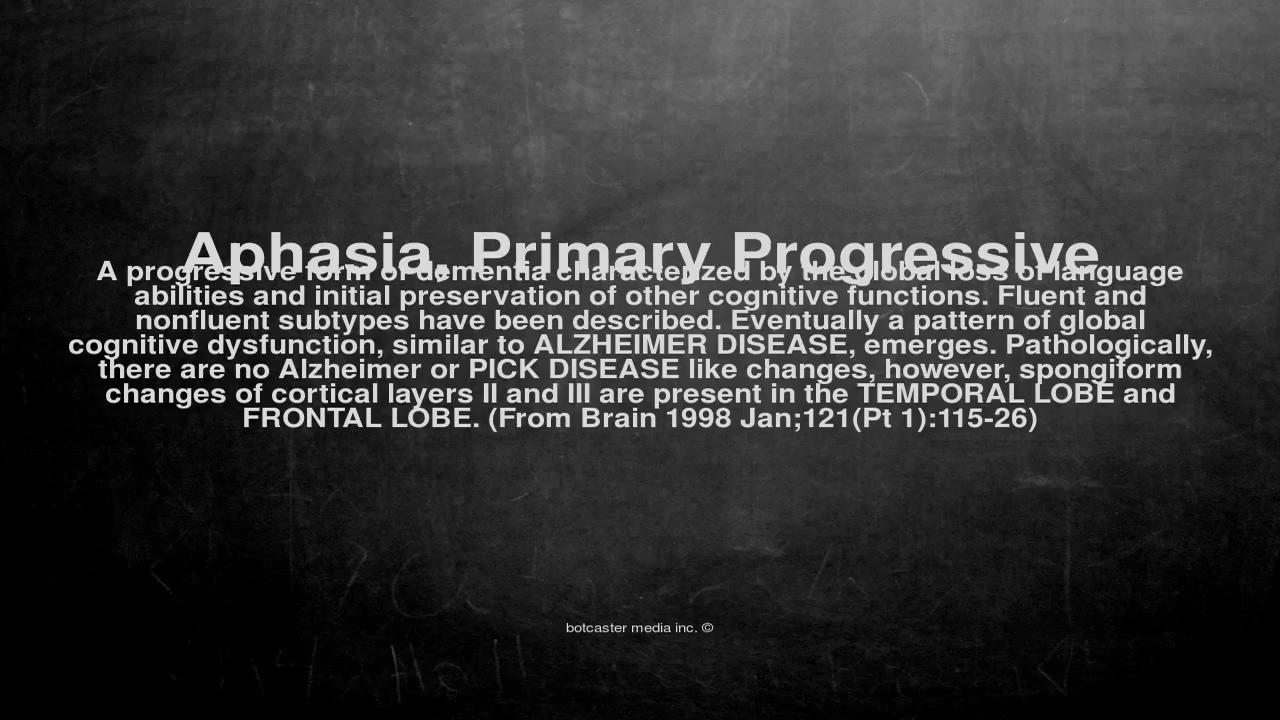 Aphasia, Primary Progressive
A progressive form of dementia characterized by the global loss of language
abilities and initial preservation of other cognitive functions. Fluent and
nonfluent subtypes have been described. Eventually a pattern of global
cognitive dysfunction, similar to ALZHEIMER DISEASE, emerges. Pathologically,
there are no Alzheimer or PICK DISEASE like changes, however, spongiform
changes of cortical layers II and III are present in the TEMPORAL LOBE and
FRONTAL LOBE. (From Brain 1998 Jan;121(Pt 1):115-26)
botcaster media inc. ©